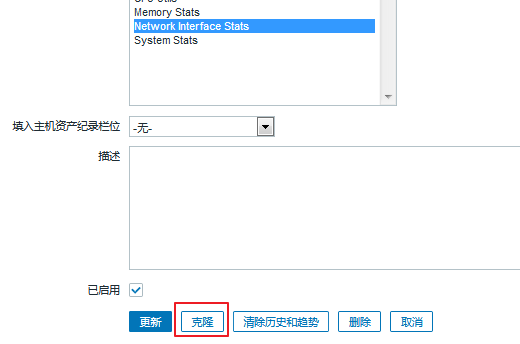 CPU Utils
Memory Stats
Network Interface Stats
System Stats
填入主机资产纪录栏位 -无-
描述
已启用
更新 克隆 清除历史和趋势 删除 取消